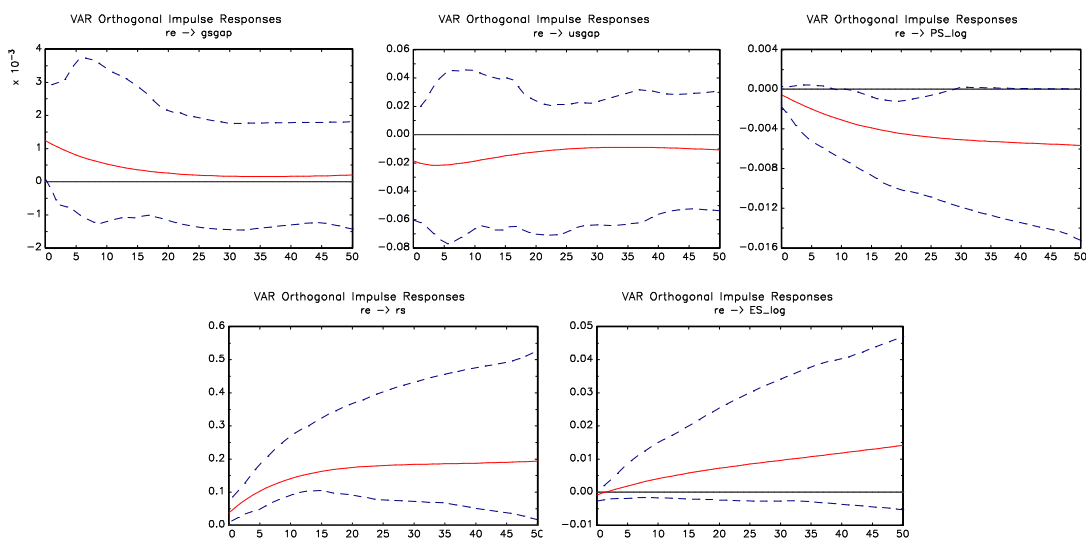 VAR Orthogonal Impulse Responses
re -> gsgap
× 10⁻³
4
3
2
1
0
-1
-2
0 5 10 15 20 25 30 35 40 45 50
VAR Orthogonal Impulse Responses
re -> usgap
0.06
0.04
0.02
0.00
-0.02
-0.04
-0.06
-0.08
0 5 10 15 20 25 30 35 40 45 50
VAR Orthogonal Impulse Responses
re -> PS_log
0.004
0.000
-0.004
-0.008
-0.012
-0.016
0 5 10 15 20 25 30 35 40 45 50
VAR Orthogonal Impulse Responses
re -> rs
0.6
0.5
0.4
0.3
0.2
0.1
0.0
0 5 10 15 20 25 30 35 40 45 50
VAR Orthogonal Impulse Responses
re -> ES_log
0.05
0.04
0.03
0.02
0.01
0.00
-0.01
0 5 10 15 20 25 30 35 40 45 50